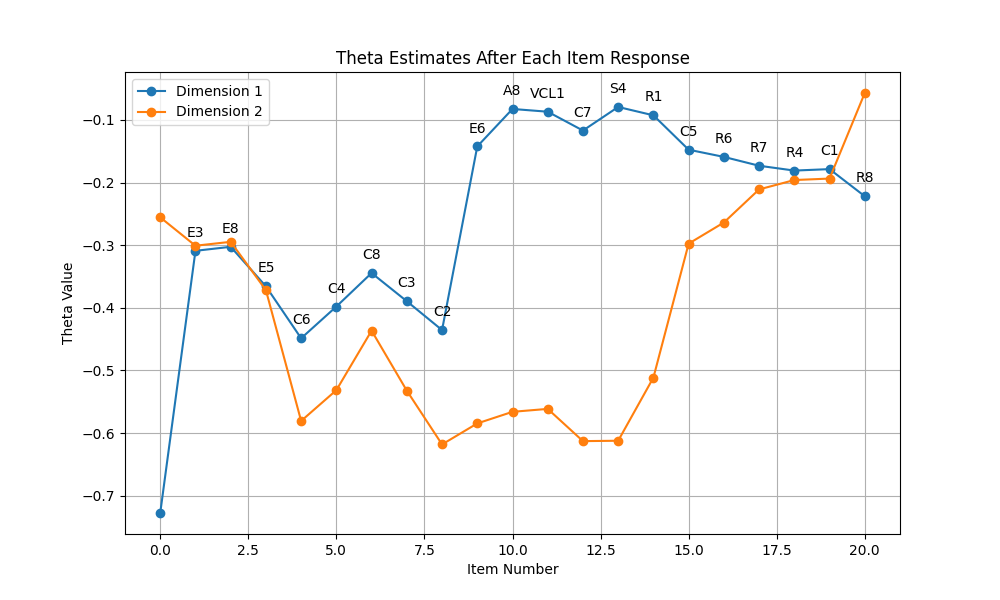 Theta Estimates After Each Item Response
Dimension 1
Dimension 2
Theta Value
−0.1
−0.2
−0.3
−0.4
−0.5
−0.6
−0.7
E3
E8
E5
C6
C4
C8
C3
C2
E6
A8
VCL1
C7
S4
R1
C5
R6
R7
R4
C1
R8
0.0 2.5 5.0 7.5 10.0 12.5 15.0 17.5 20.0
Item Number